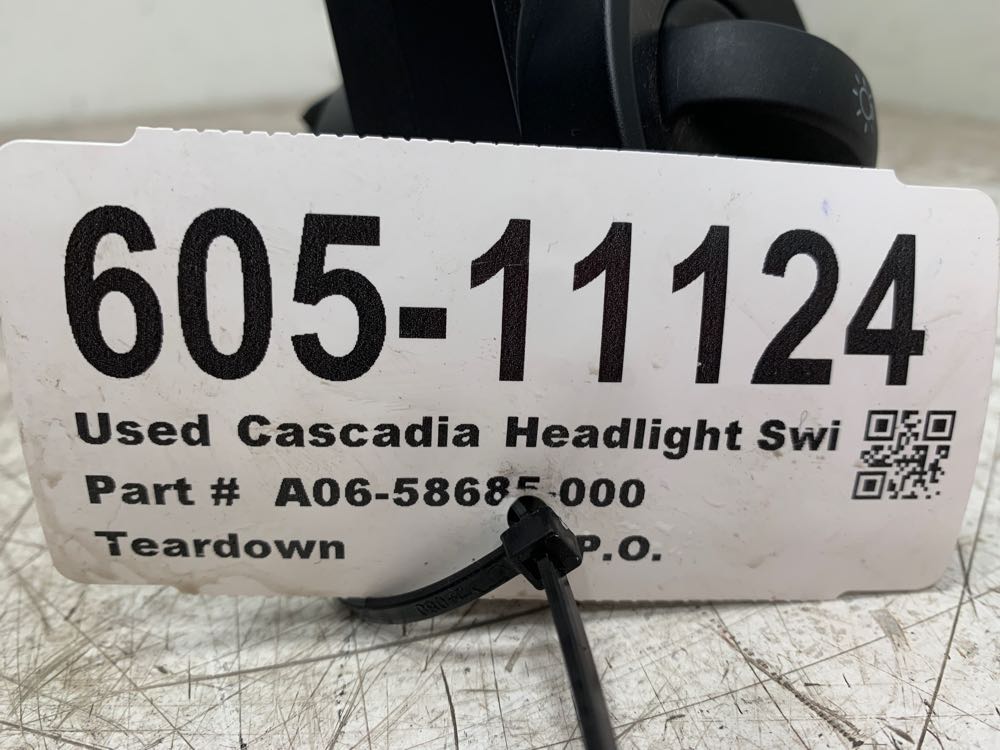 605-11124
Used Cascadia Headlight Swi
Part # A06-58685-000
Teardown P.O.